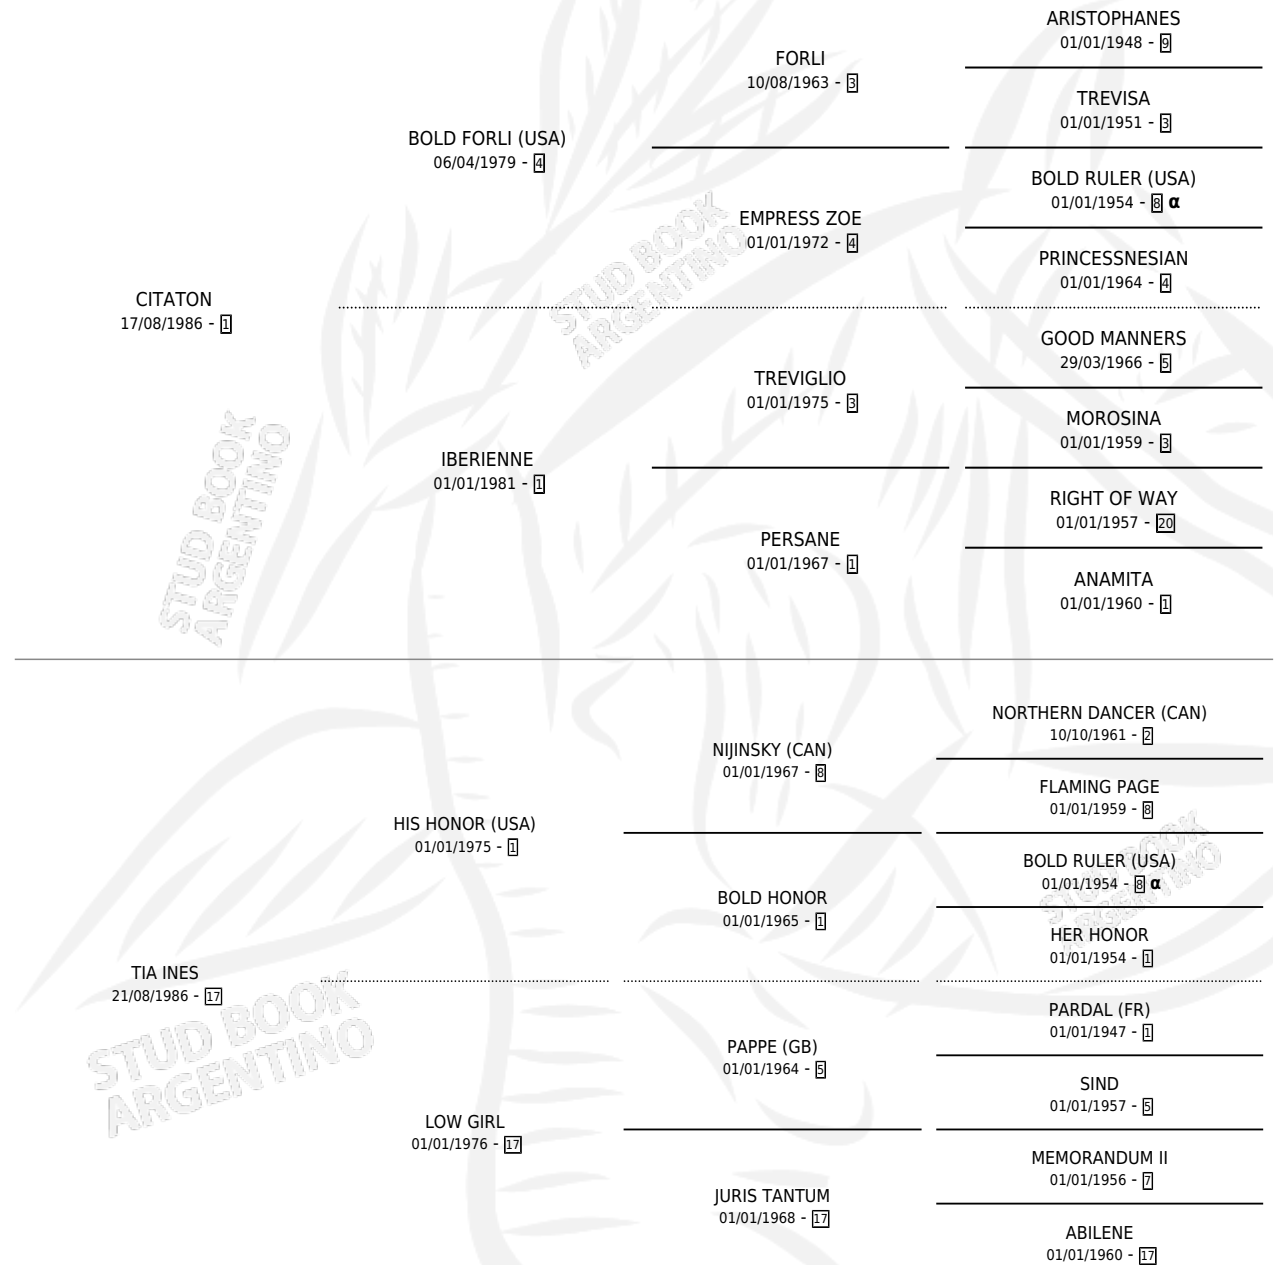 ARISTOPHANES
01/01/1948 - 9
FORLI
10/08/1963 - 3
TREVISA
01/01/1951 - 3
BOLD FORLI (USA)
06/04/1979 - 4
BOLD RULER (USA)
01/01/1954 - 8 α
EMPRESS ZOE
01/01/1972 - 4
PRINCESSNESIAN
01/01/1964 - 4
CITATON
17/08/1986 - 1
GOOD MANNERS
29/03/1966 - 5
TREVIGLIO
01/01/1975 - 3
MOROSINA
01/01/1959 - 3
IBERIENNE
01/01/1981 - 1
RIGHT OF WAY
01/01/1957 - 20
PERSANE
01/01/1967 - 1
ANAMITA
01/01/1960 - 1
NORTHERN DANCER (CAN)
10/10/1961 - 2
NIJINSKY (CAN)
01/01/1967 - 8
FLAMING PAGE
01/01/1959 - 8
HIS HONOR (USA)
01/01/1975 - 1
BOLD RULER (USA)
01/01/1954 - 8 α
BOLD HONOR
01/01/1965 - 1
HER HONOR
01/01/1954 - 1
TIA INES
21/08/1986 - 17
PARDAL (FR)
01/01/1947 - 1
PAPPE (GB)
01/01/1964 - 5
SIND
01/01/1957 - 5
LOW GIRL
01/01/1976 - 17
MEMORANDUM II
01/01/1956 - 7
JURIS TANTUM
01/01/1968 - 17
ABILENE
01/01/1960 - 17
STUD BOOK
ARGENTINO
STUD BOOK
ARGENTINO
STUD BOOK
ARGENTINO
STUD BOOK
ARGENTINO